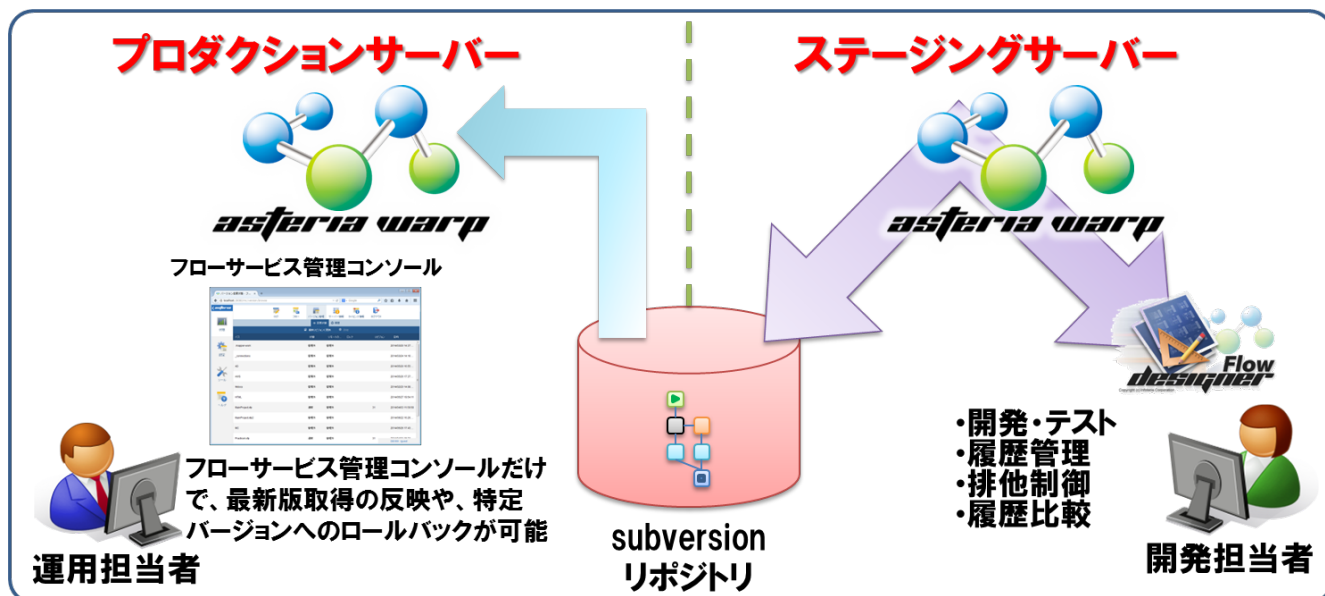 プロダクションサーバー
asteria warp
フローサービス管理コンソール
フローサービス管理コンソールだけ
で、最新版取得の反映や、特定
バージョンへのロールバックが可能
運用担当者
subversion
リポジトリ
ステージングサーバー
asteria warp
Flow
designer
・開発・テスト
・履歴管理
・排他制御
・履歴比較
開発担当者